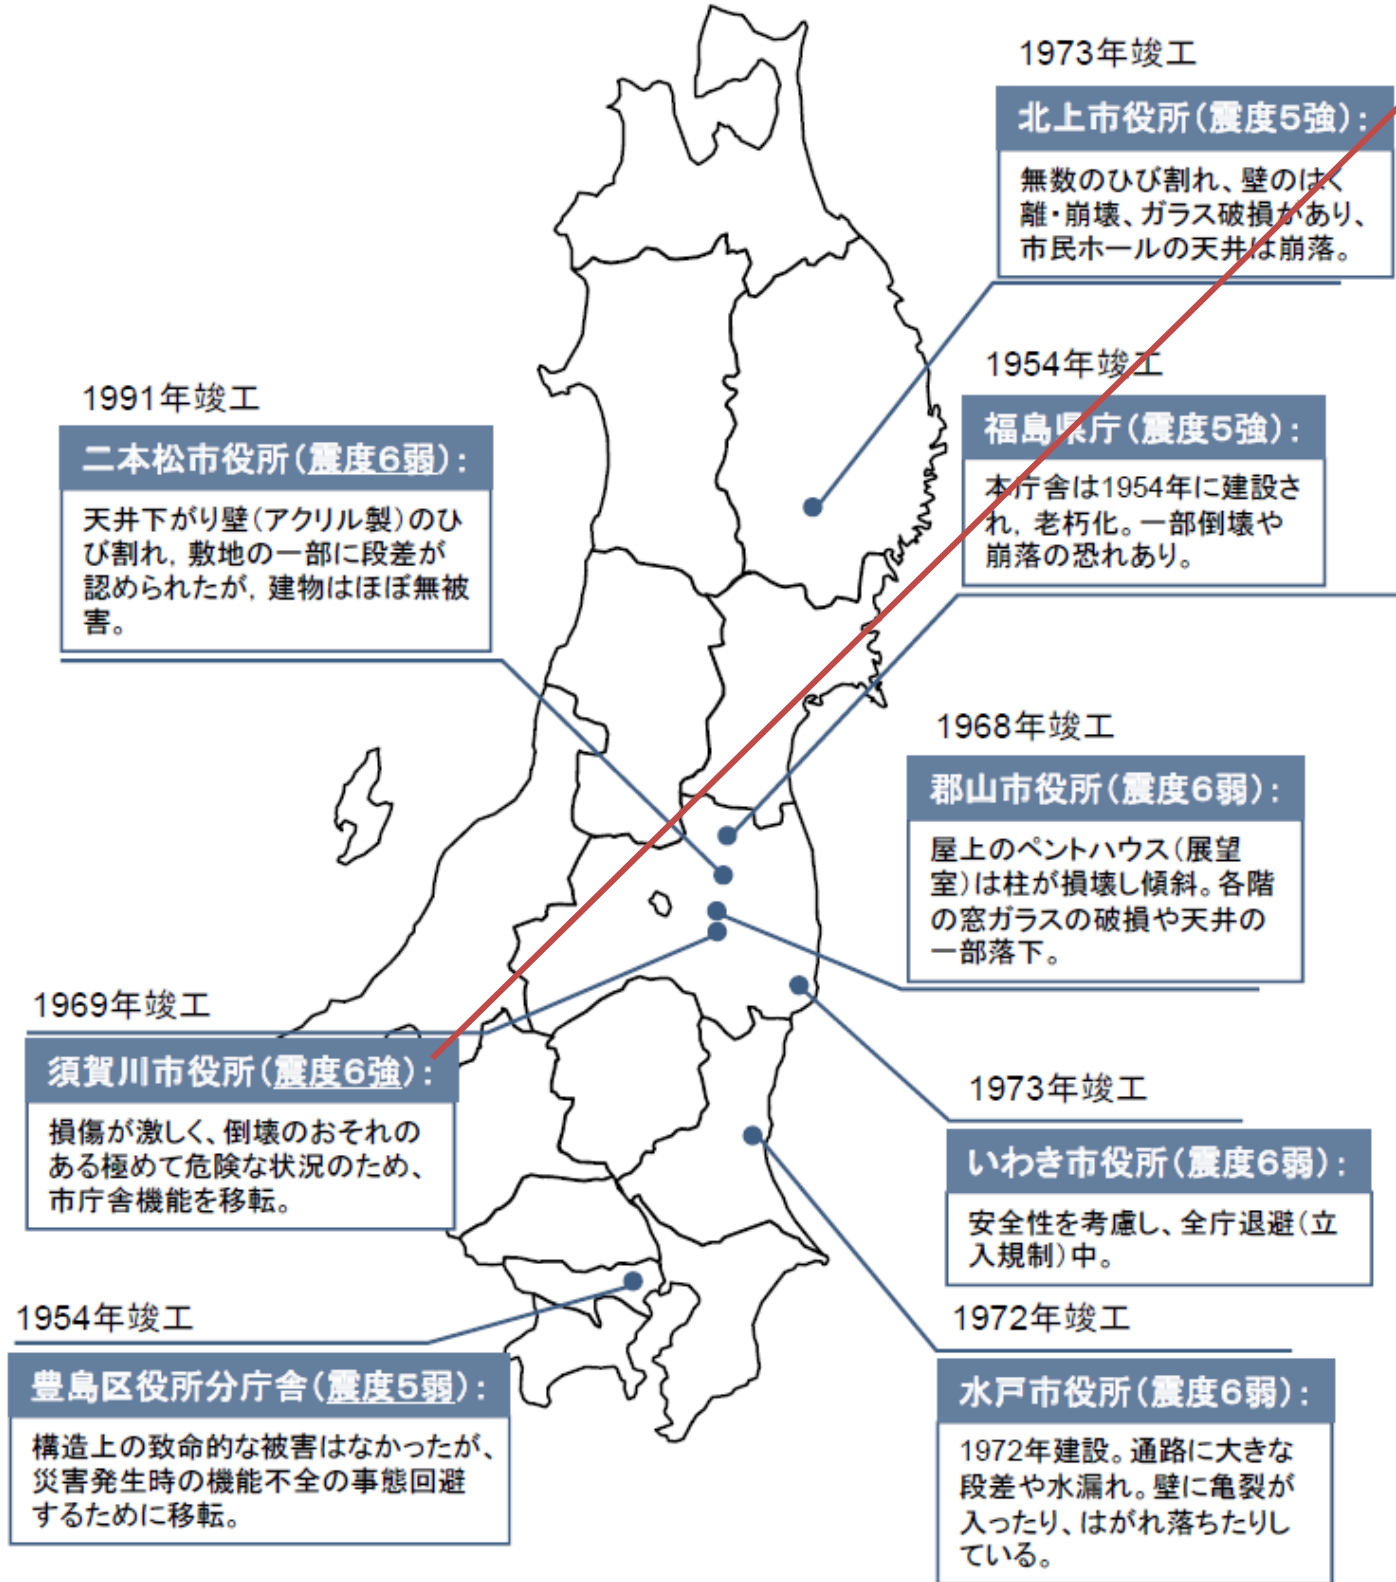 1973年竣工
北上市役所(震度5強):
無数のひび割れ、壁のはく
離・崩壊、ガラス破損があり、
市民ホールの天井は崩落。
1954年竣工
福島県庁(震度5強):
本庁舎は1954年に建設さ
れ，老朽化。一部倒壊や
崩落の恐れあり。
1991年竣工
二本松市役所(震度6弱):
天井下がり壁(アクリル製)のひ
び割れ，敷地の一部に段差が
認められたが，建物はほぼ無被
害。
1968年竣工
郡山市役所(震度6弱):
屋上のペントハウス(展望
室)は柱が損壊し傾斜。各階
の窓ガラスの破損や天井の
一部落下。
1969年竣工
須賀川市役所(震度6強):
損傷が激しく、倒壊のおそれの
ある極めて危険な状況のため、
市庁舎機能を移転。
1973年竣工
いわき市役所(震度6弱):
安全性を考慮し、全庁退避(立
入規制)中。
1954年竣工
豊島区役所分庁舎(震度5弱):
構造上の致命的な被害はなかったが、
災害発生時の機能不全の事態回避
するために移転。
1972年竣工
水戸市役所(震度6弱):
1972年建設。通路に大きな
段差や水漏れ。壁に亀裂が
入ったり、はがれ落ちたりし
ている。